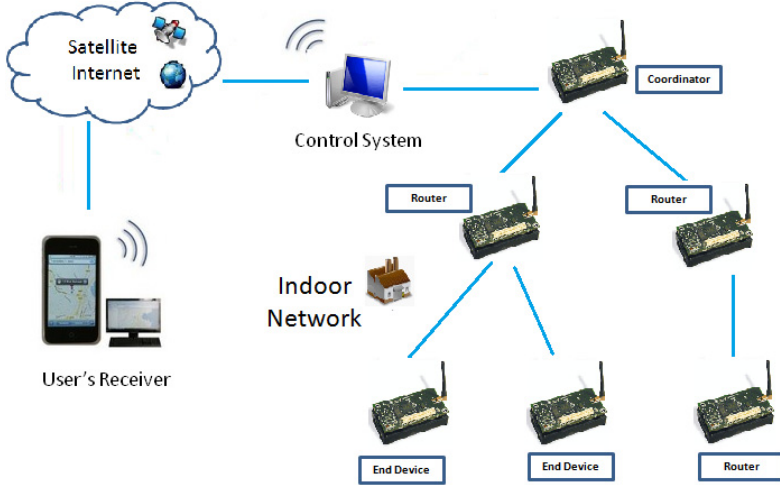 Satellite
Internet
Coordinator
Control System
Router
Router
Indoor
Network
User's Receiver
End Device
End Device
Router